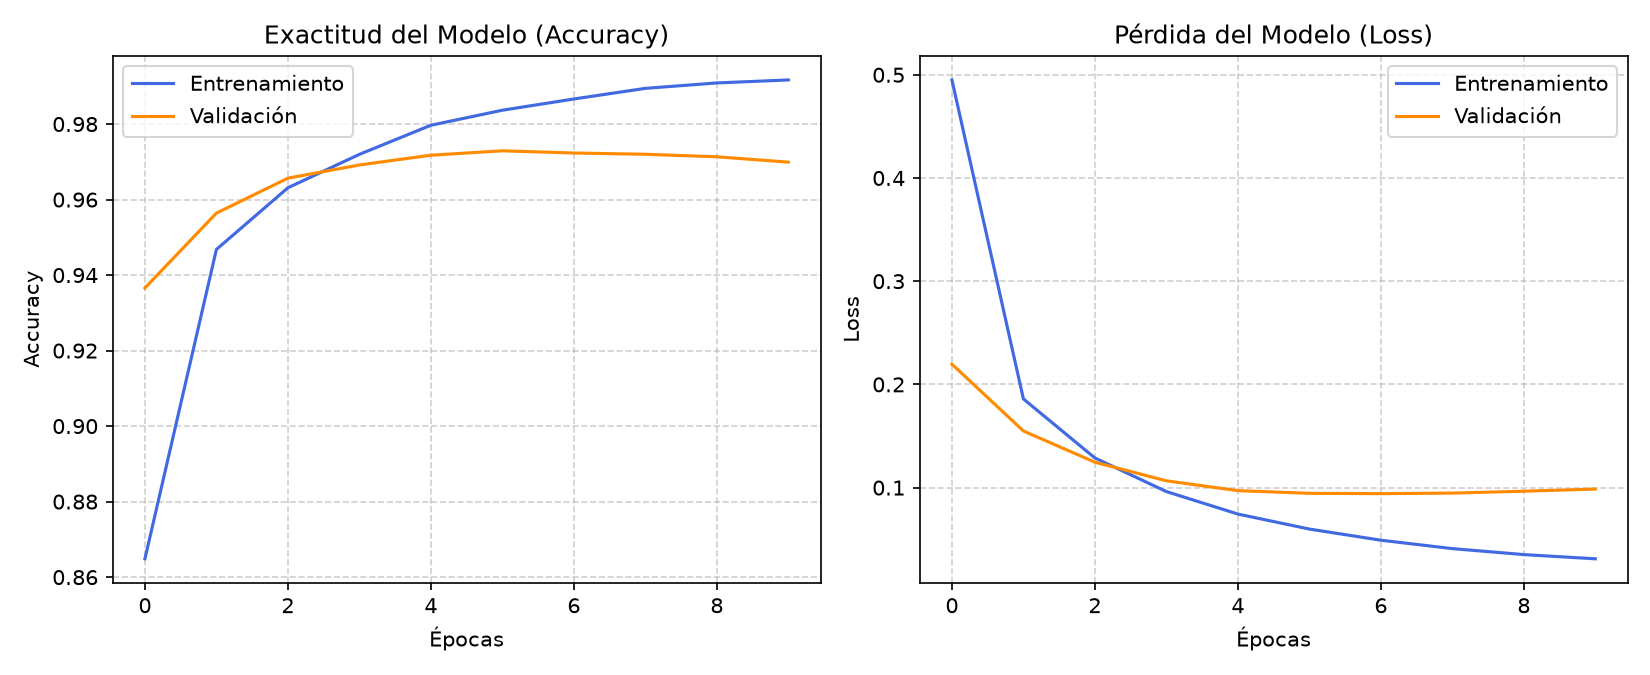 Exactitud del Modelo (Accuracy)
Entrenamiento
Validación
0.98
0.96
0.94
0.92
0.90
0.88
0.86
Accuracy
0 2 4 6 8
Épocas
Pérdida del Modelo (Loss)
Entrenamiento
Validación
0.5
0.4
0.3
0.2
0.1
Loss
0 2 4 6 8
Épocas